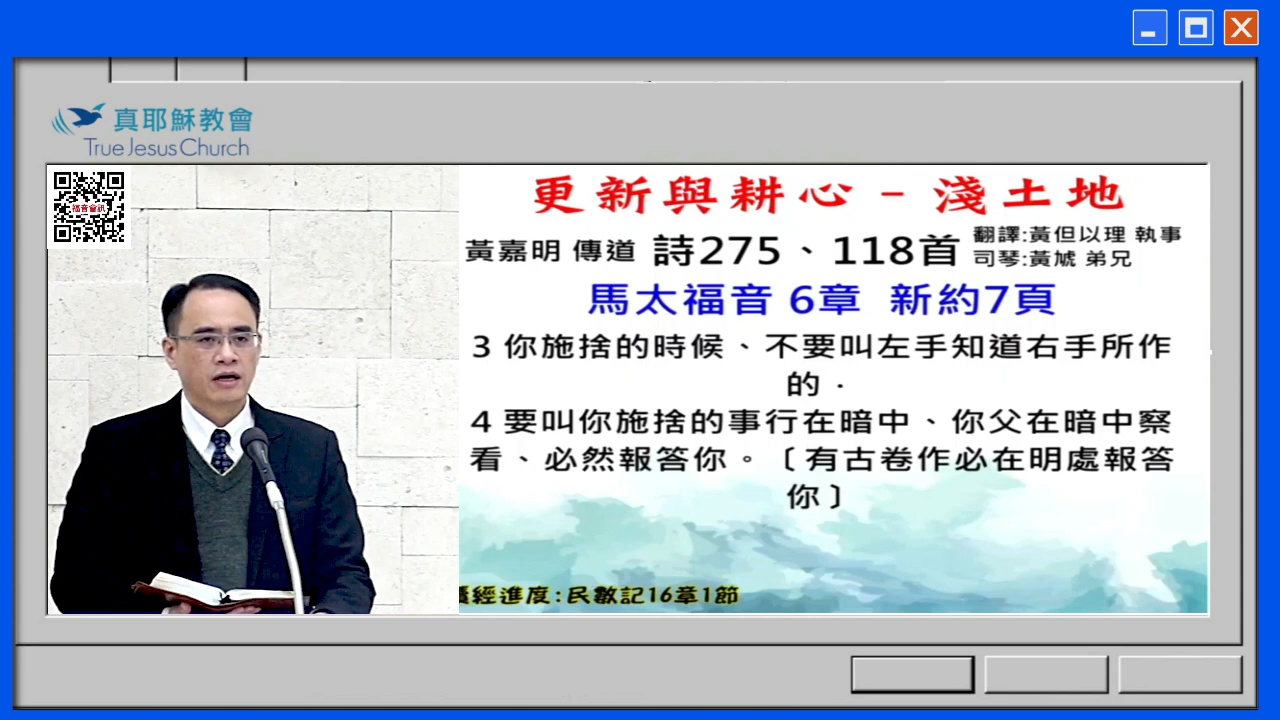 真耶穌教會
True Jesus Church
福音會訊
更新與耕心 - 淺土地
黃嘉明 傳道 詩275、118首 翻譯:黃但以理 執事
司琴:黃虓 弟兄
馬太福音 6章 新約7頁
3 你施捨的時候、不要叫左手知道右手所作
的．
4 要叫你施捨的事行在暗中、你父在暗中察
看、必然報答你。〔有古卷作必在明處報答
你〕
經進度:民數記16章1節